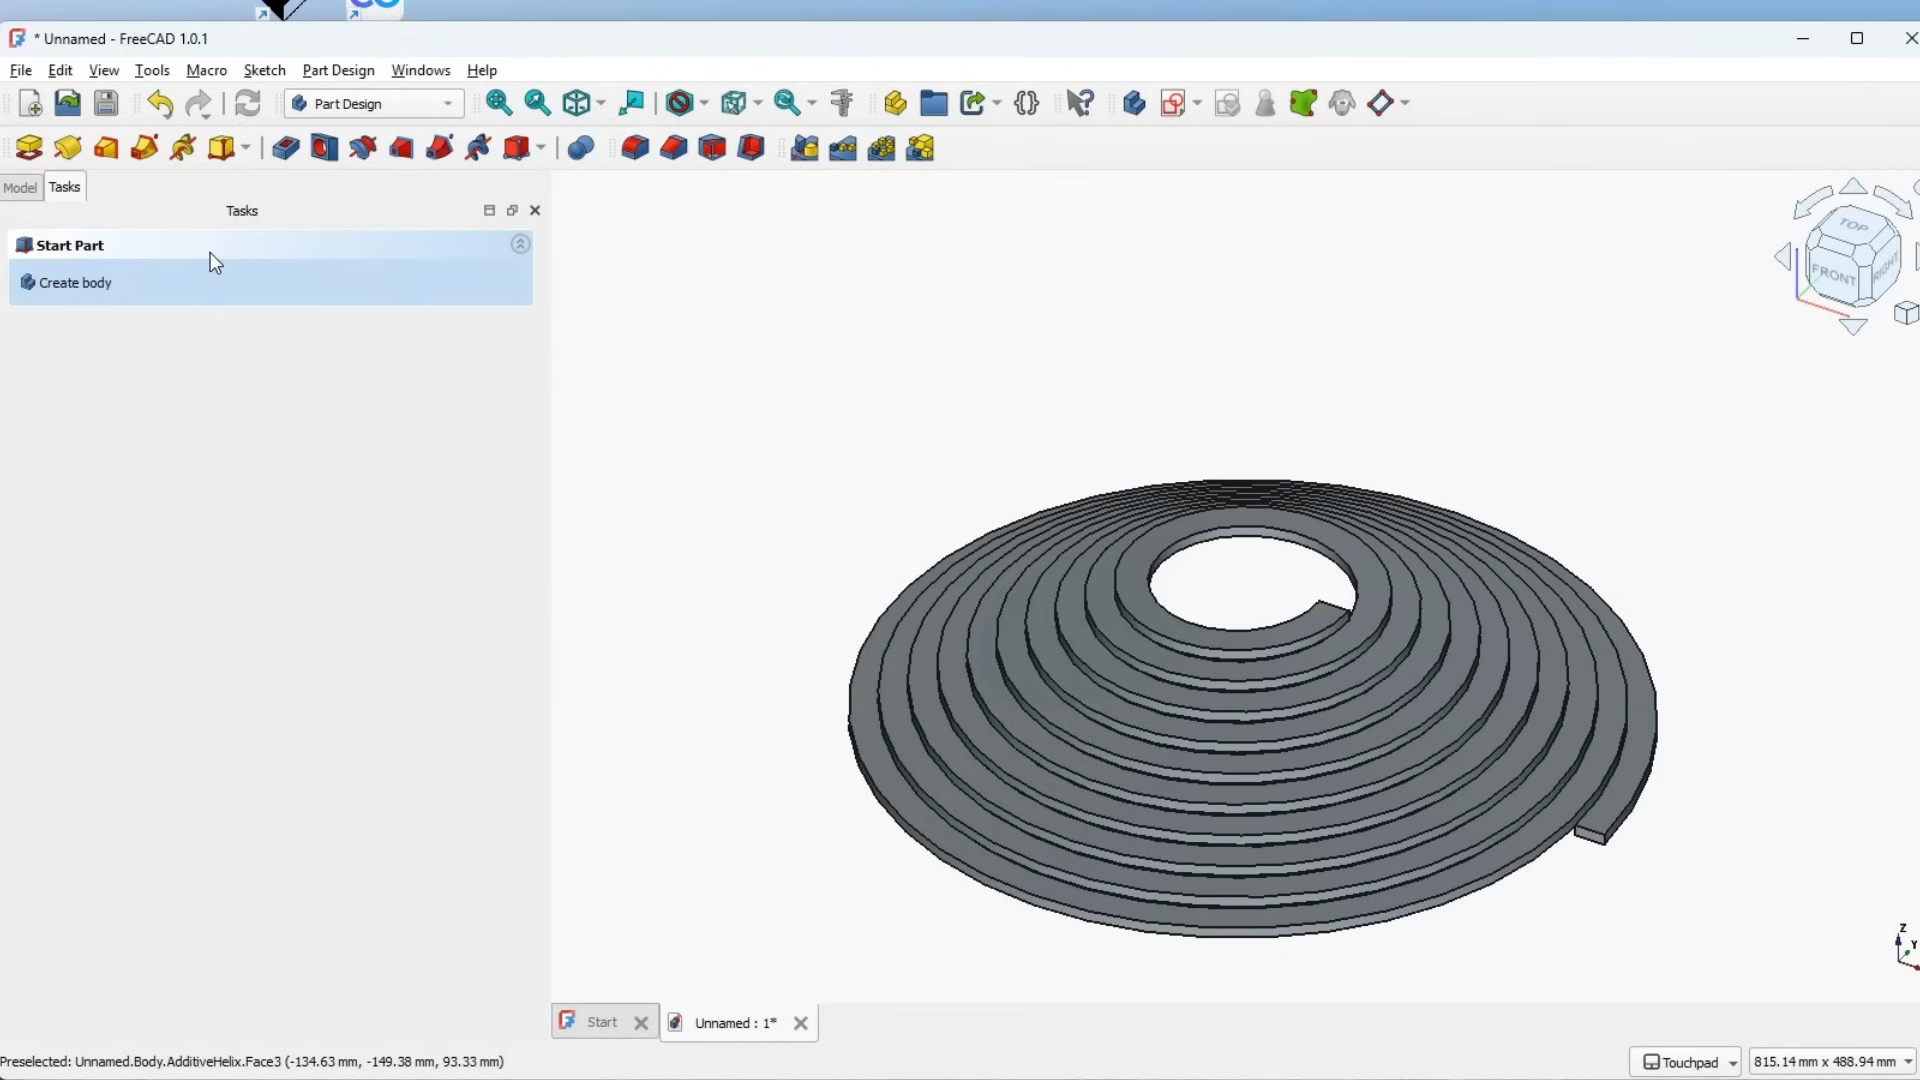 * Unnamed - FreeCAD 1.0.1
File Edit View Tools Macro Sketch Part Design Windows Help
Part Design
Model Tasks
Tasks
Start Part
Create body
TOP
FRONT RIGHT
Z
Y
Start Unnamed : 1*
Preselected: Unnamed.Body.AdditiveHelix.Face3 (-134.63 mm, -149.38 mm, 93.33 mm) Touchpad 815.14 mm x 488.94 mm